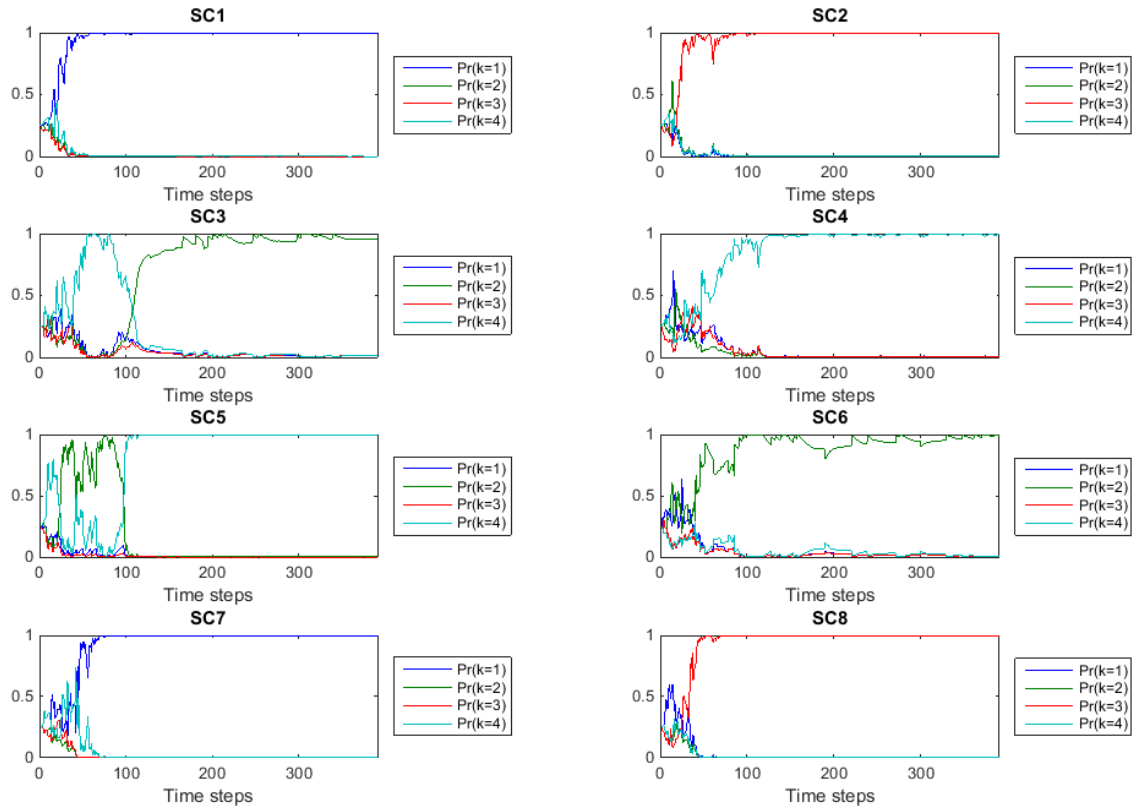 SC1
1
0.5
0
0 100 200 300
Time steps
Pr(k=1)
Pr(k=2)
Pr(k=3)
Pr(k=4)
SC2
1
0.5
0
0 100 200 300
Time steps
Pr(k=1)
Pr(k=2)
Pr(k=3)
Pr(k=4)
SC3
1
0.5
0
0 100 200 300
Time steps
Pr(k=1)
Pr(k=2)
Pr(k=3)
Pr(k=4)
SC4
1
0.5
0
0 100 200 300
Time steps
Pr(k=1)
Pr(k=2)
Pr(k=3)
Pr(k=4)
SC5
1
0.5
0
0 100 200 300
Time steps
Pr(k=1)
Pr(k=2)
Pr(k=3)
Pr(k=4)
SC6
1
0.5
0
0 100 200 300
Time steps
Pr(k=1)
Pr(k=2)
Pr(k=3)
Pr(k=4)
SC7
1
0.5
0
0 100 200 300
Time steps
Pr(k=1)
Pr(k=2)
Pr(k=3)
Pr(k=4)
SC8
1
0.5
0
0 100 200 300
Time steps
Pr(k=1)
Pr(k=2)
Pr(k=3)
Pr(k=4)